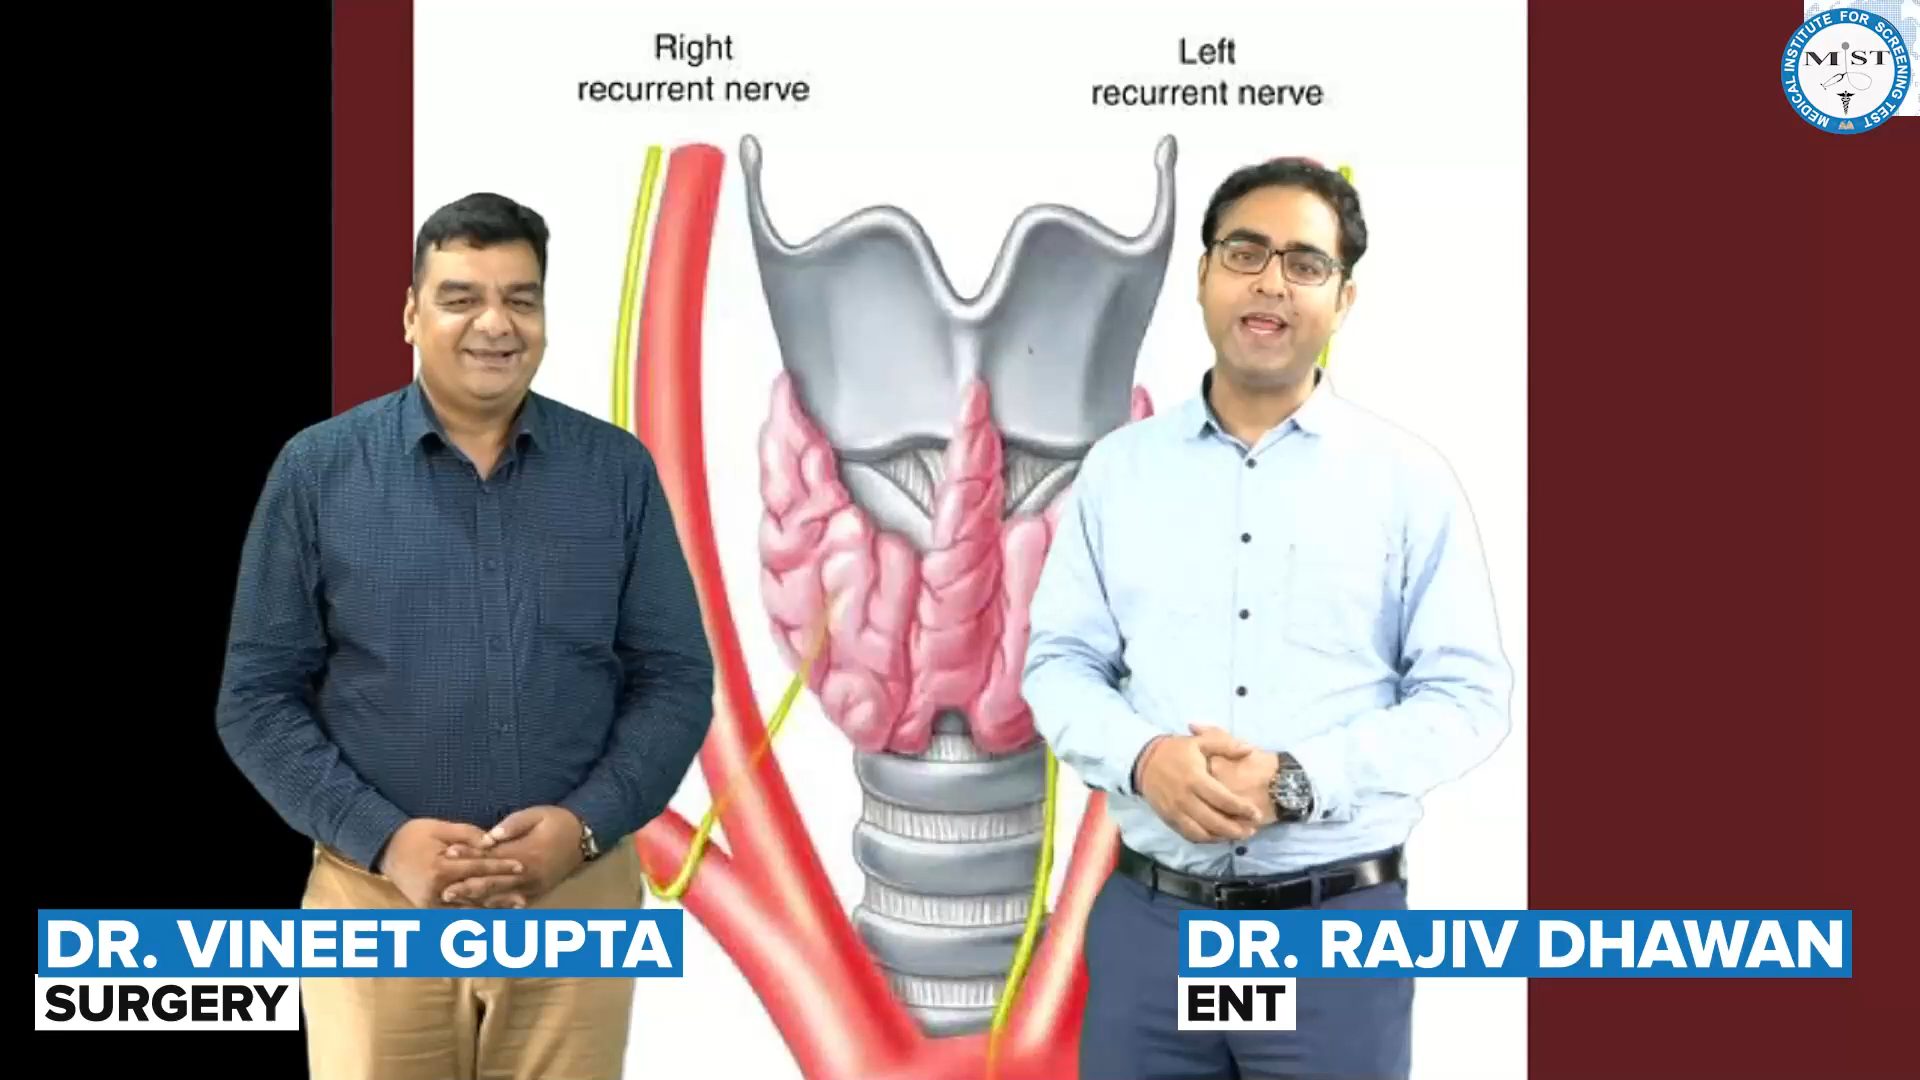 Right
recurrent nerve
Left
recurrent nerve
MEDICAL INSTITUTE FOR SCREENING TEST
MIST
DR. VINEET GUPTA
SURGERY
DR. RAJIV DHAWAN
ENT